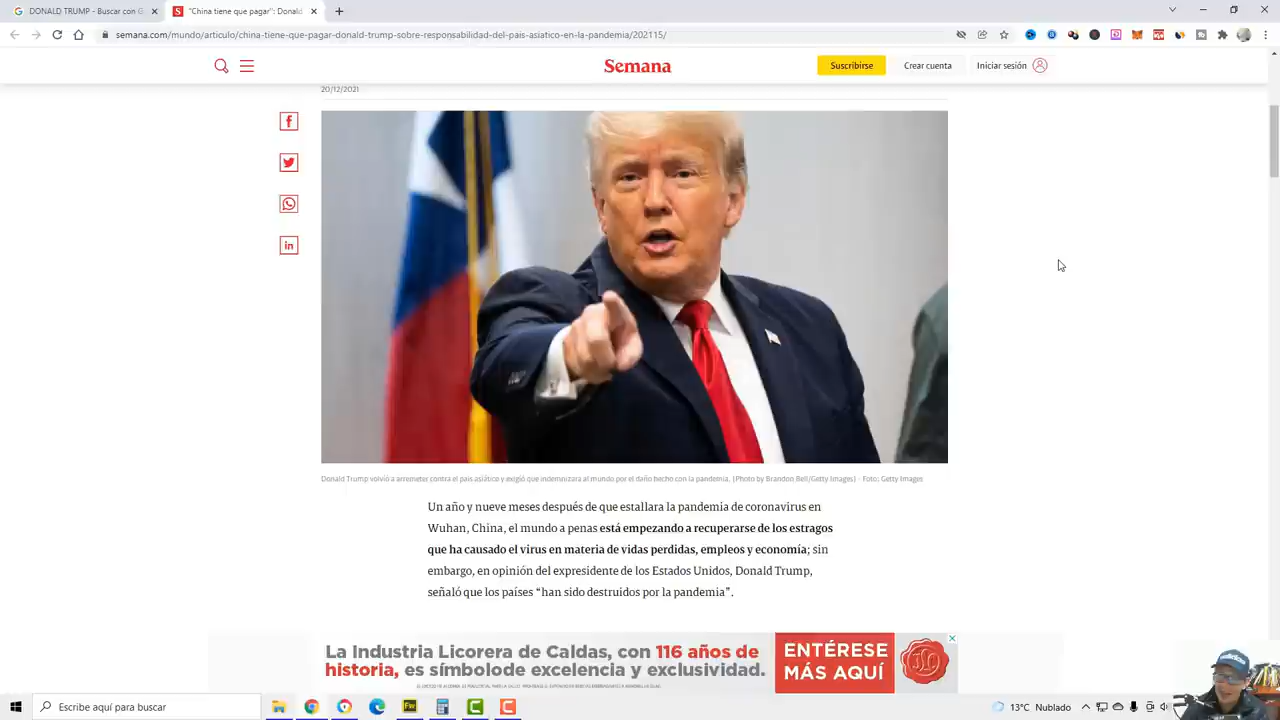 DONALD TRUMP - Buscar con G
"China tiene que pagar": Donald
semana.com/mundo/articulo/china-tiene-que-pagar-donald-trump-sobre-responsabilidad-del-pais-asiatico-en-la-pandemia/202115/
Semana
Suscribirse
Crear cuenta
Iniciar sesión
20/12/2021
Donald Trump volvió a arremeter contra el país asiático y exigió que indemnizara al mundo por el daño hecho con la pandemia. (Photo by Brandon Bell/Getty Images) - Foto: Getty Images
Un año y nueve meses después de que estallara la pandemia de coronavirus en
Wuhan, China, el mundo a penas está empezando a recuperarse de los estragos
que ha causado el virus en materia de vidas perdidas, empleos y economía; sin
embargo, en opinión del expresidente de los Estados Unidos, Donald Trump,
señaló que los países “han sido destruidos por la pandemia”.
La Industria Licorera de Caldas, con 116 años de
historia, es símbolode excelencia y exclusividad.
ENTÉRESE
MÁS AQUÍ
Escribe aquí para buscar
13°C Nublado